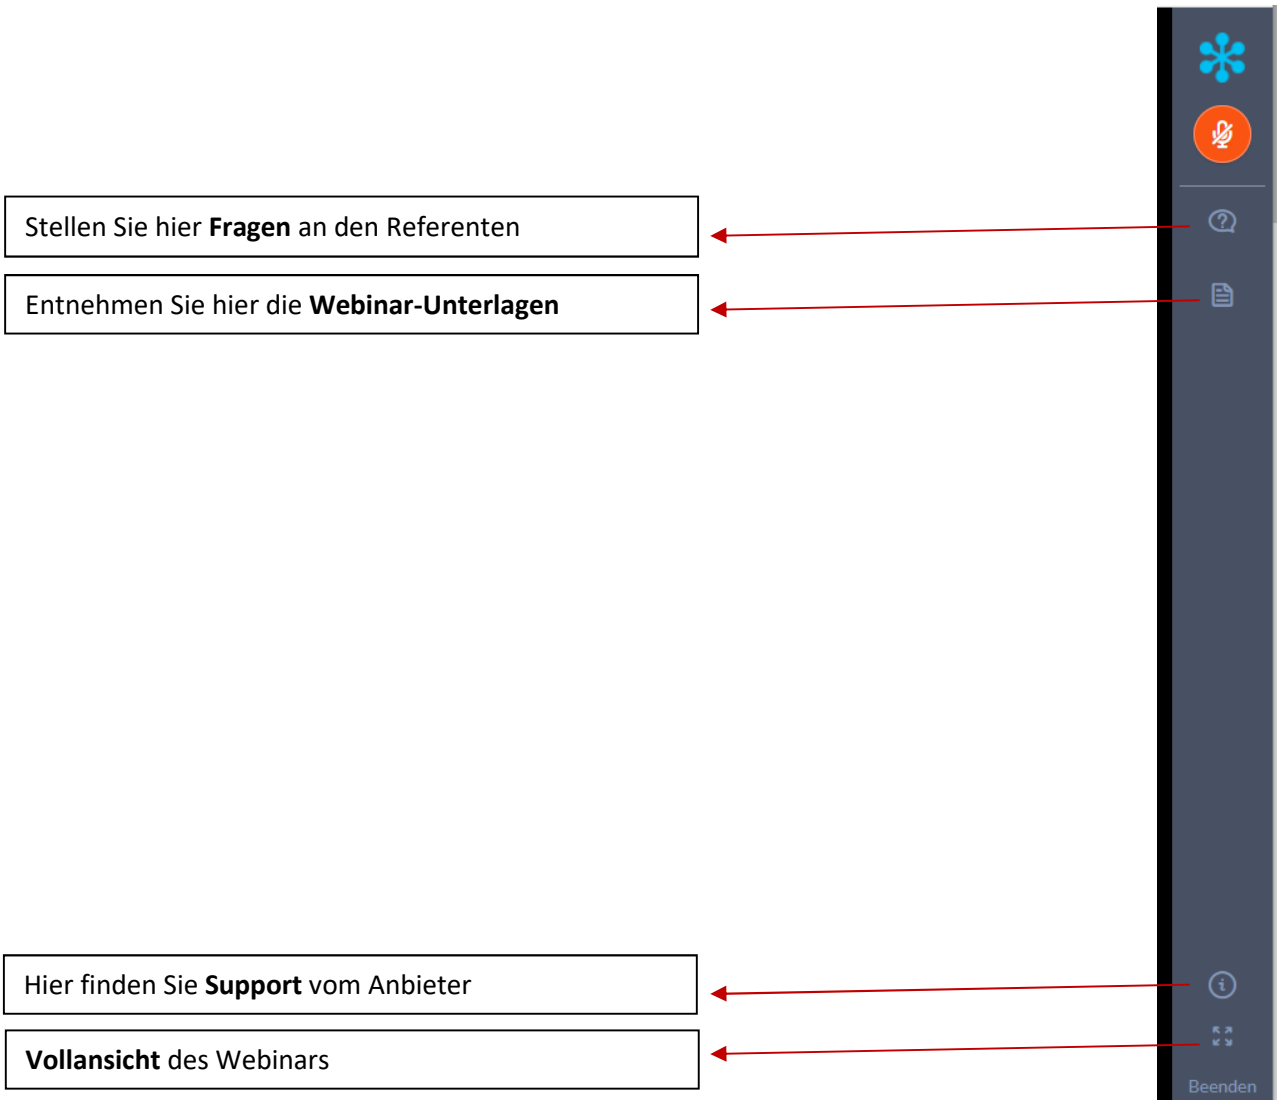 Stellen Sie hier Fragen an den Referenten
Entnehmen Sie hier die Webinar-Unterlagen
Hier finden Sie Support vom Anbieter
Vollansicht des Webinars
Beenden